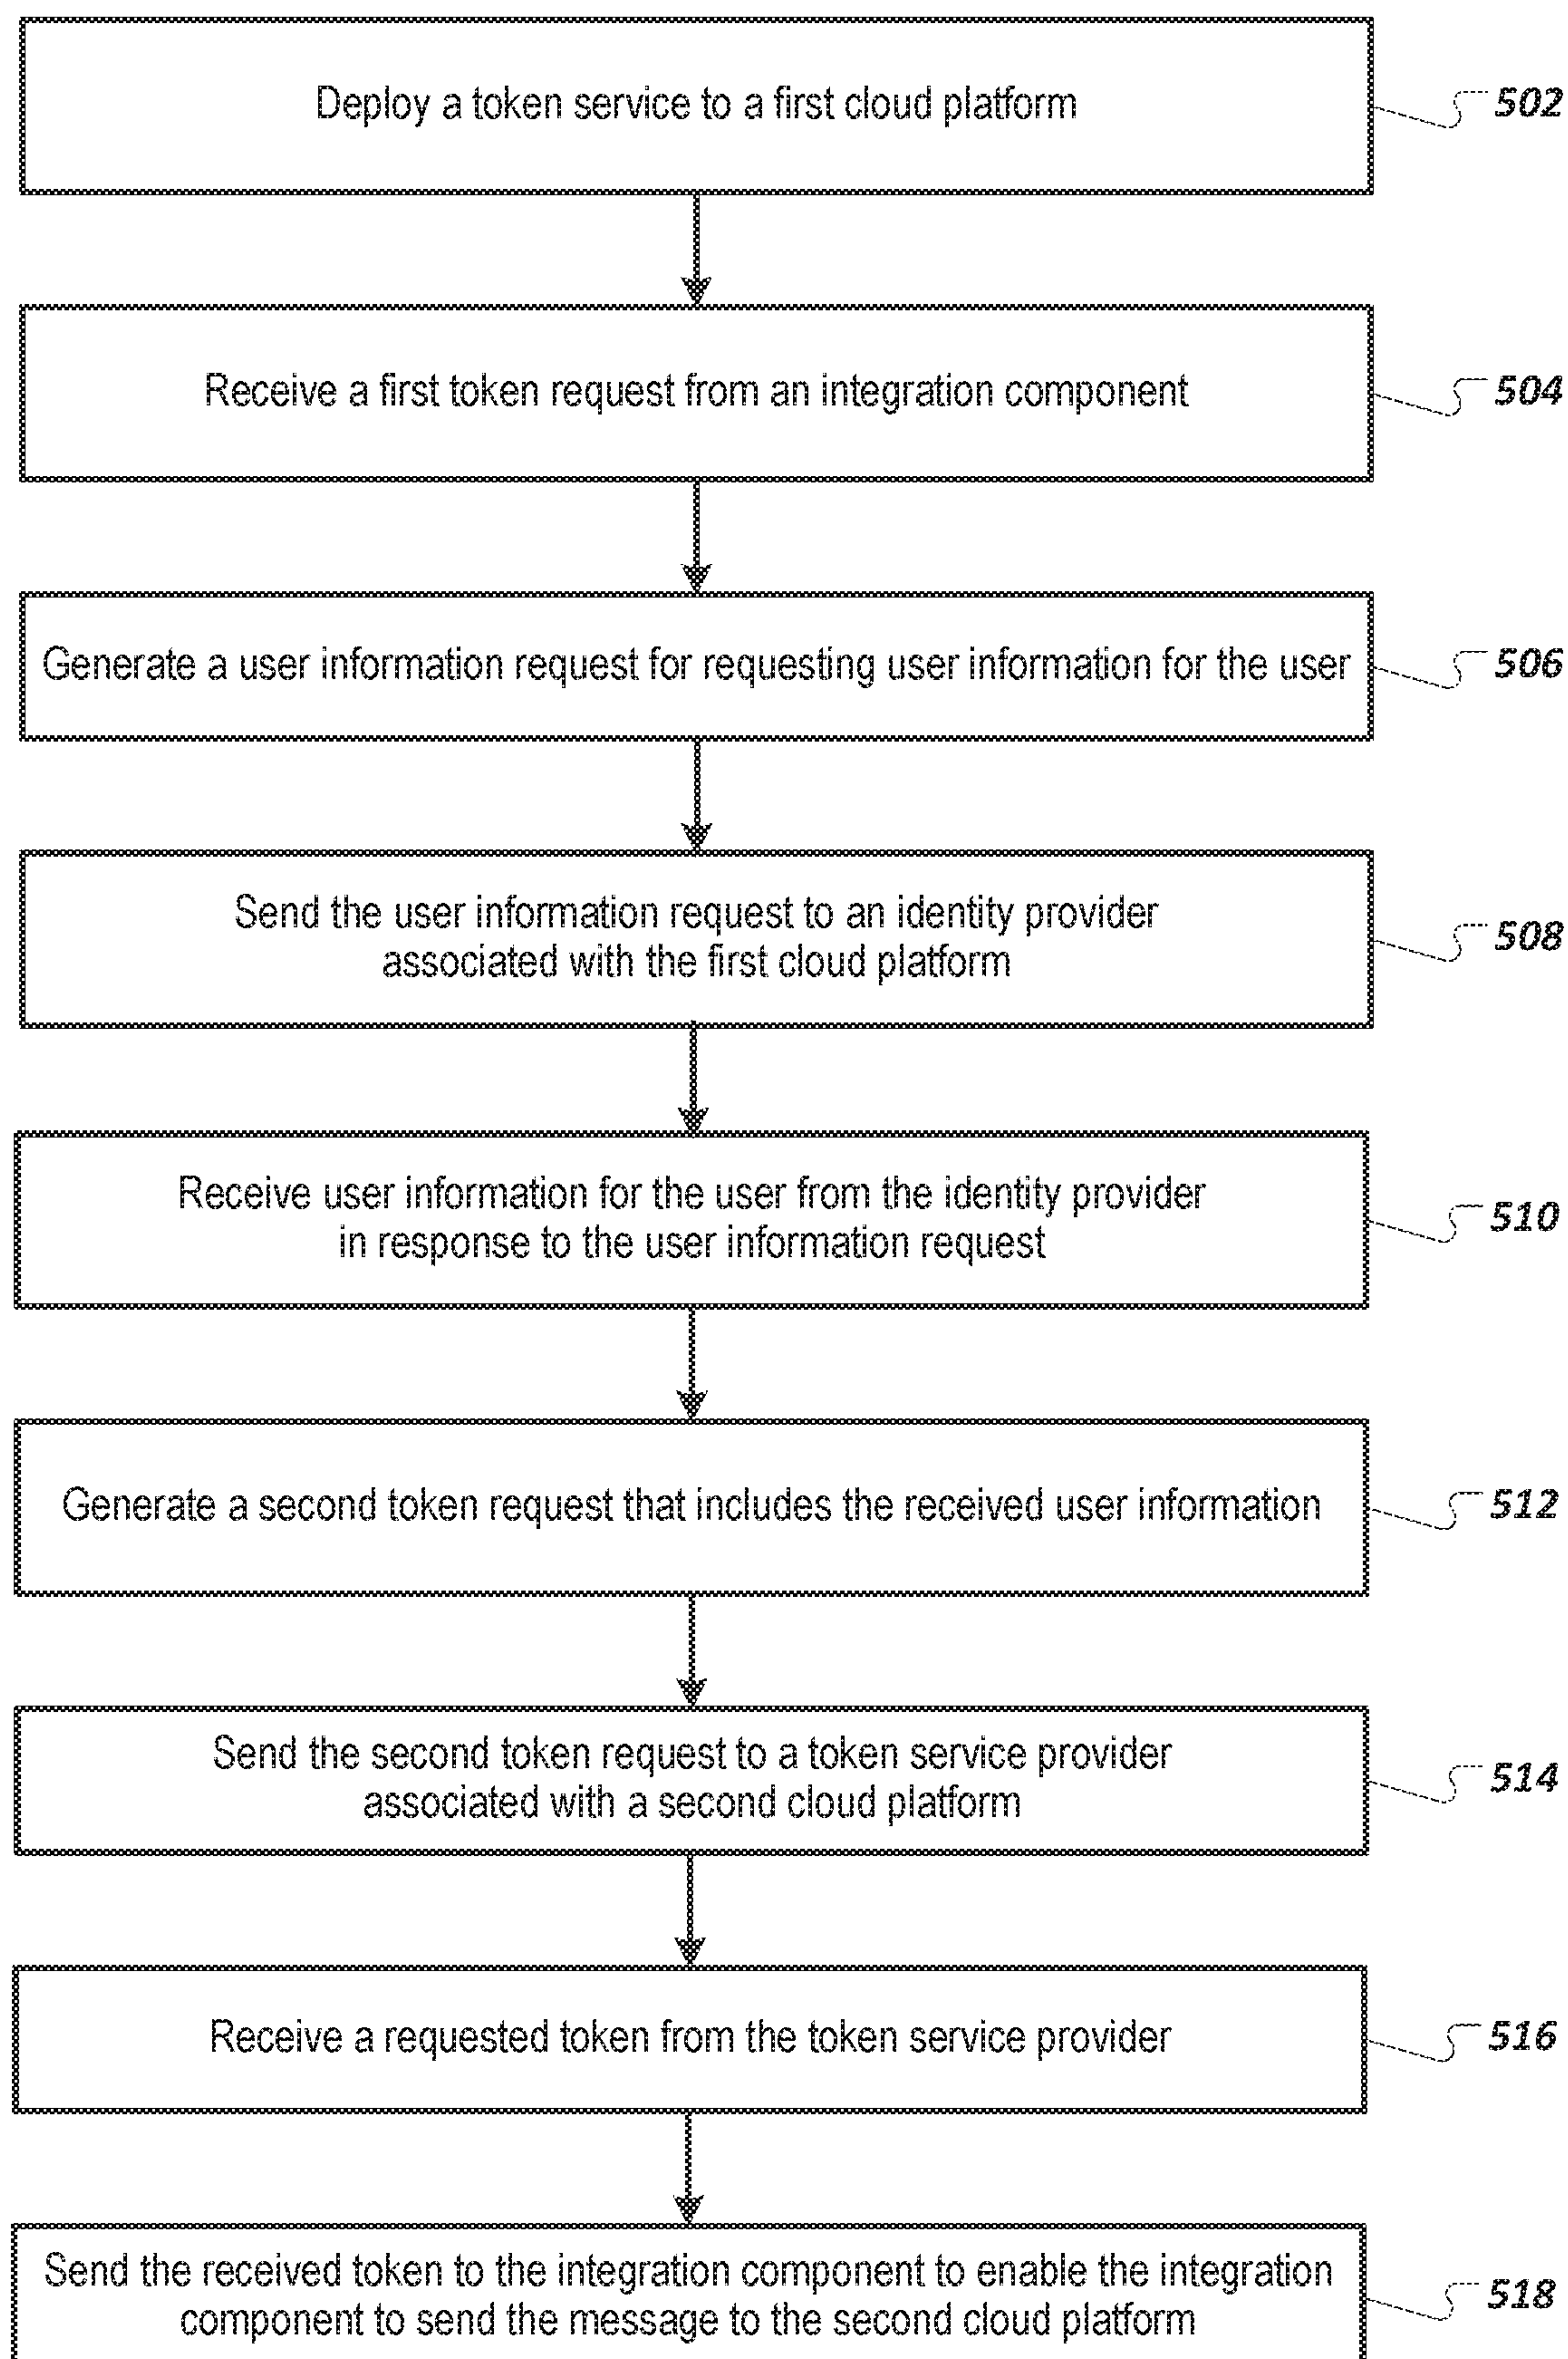 Deploy a token service to a first cloud platform
502
Receive a first token request from an integration component
504
Generate a user information request for requesting user information for the user
506
Send the user information request to an identity provider
associated with the first cloud platform
508
Receive user information for the user from the identity provider
in response to the user information request
510
Generate a second token request that includes the received user information
512
Send the second token request to a token service provider
associated with a second cloud platform
514
Receive a requested token from the token service provider
516
Send the received token to the integration component to enable the integration
component to send the message to the second cloud platform
518